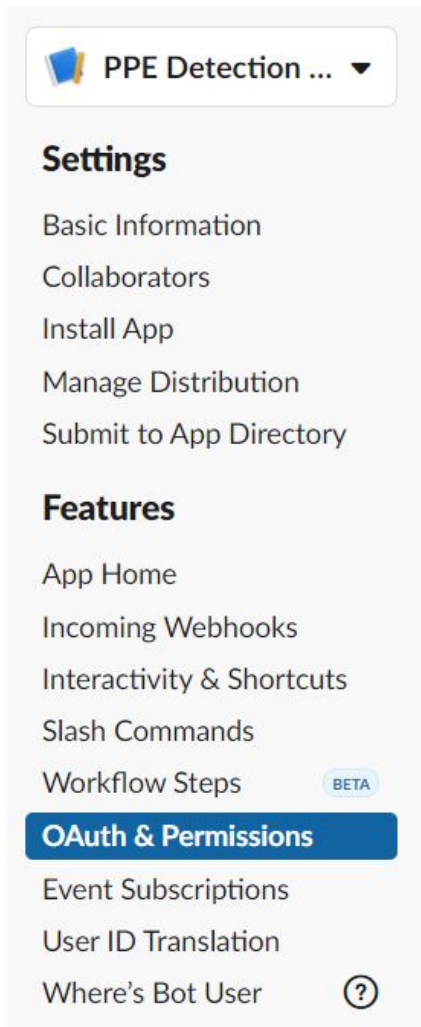 PPE Detection ...
Settings
Basic Information
Collaborators
Install App
Manage Distribution
Submit to App Directory
Features
App Home
Incoming Webhooks
Interactivity & Shortcuts
Slash Commands
Workflow Steps BETA
OAuth & Permissions
Event Subscriptions
User ID Translation
Where’s Bot User ?